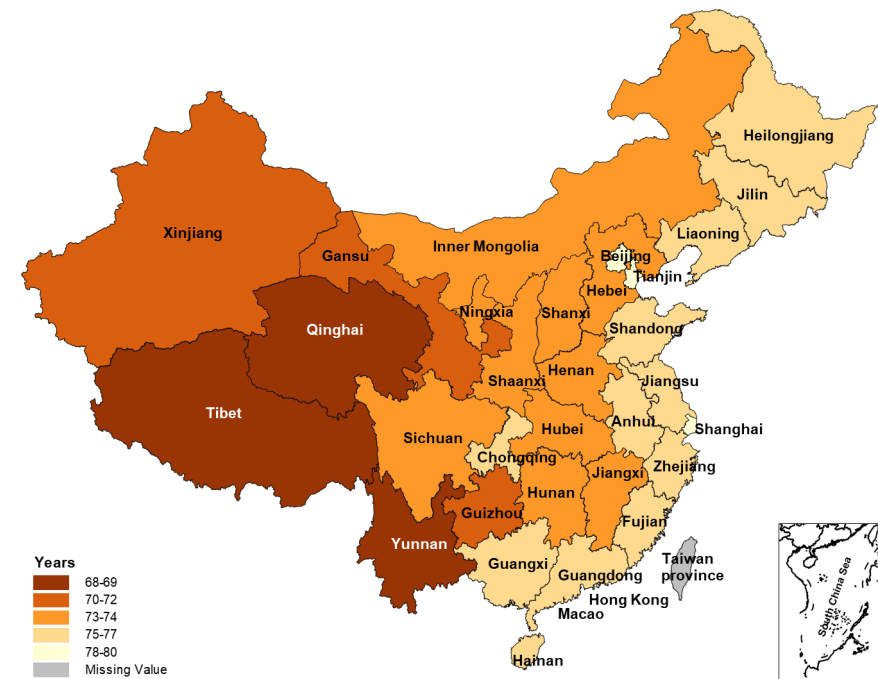 Heilongjiang
Jilin
Liaoning
Xinjiang
Inner Mongolia
Gansu
Beijing
Tianjin
Hebei
Ningxia
Shanxi
Qinghai
Shandong
Shaanxi
Henan
Jiangsu
Tibet
Sichuan
Hubei
Anhui
Shanghai
Chongqing
Zhejiang
Jiangxi
Hunan
Guizhou
Fujian
Yunnan
Guangxi
Guangdong
Taiwan
province
Hong Kong
Macao
Hainan
South China Sea
Years
68-69
70-72
73-74
75-77
78-80
Missing Value